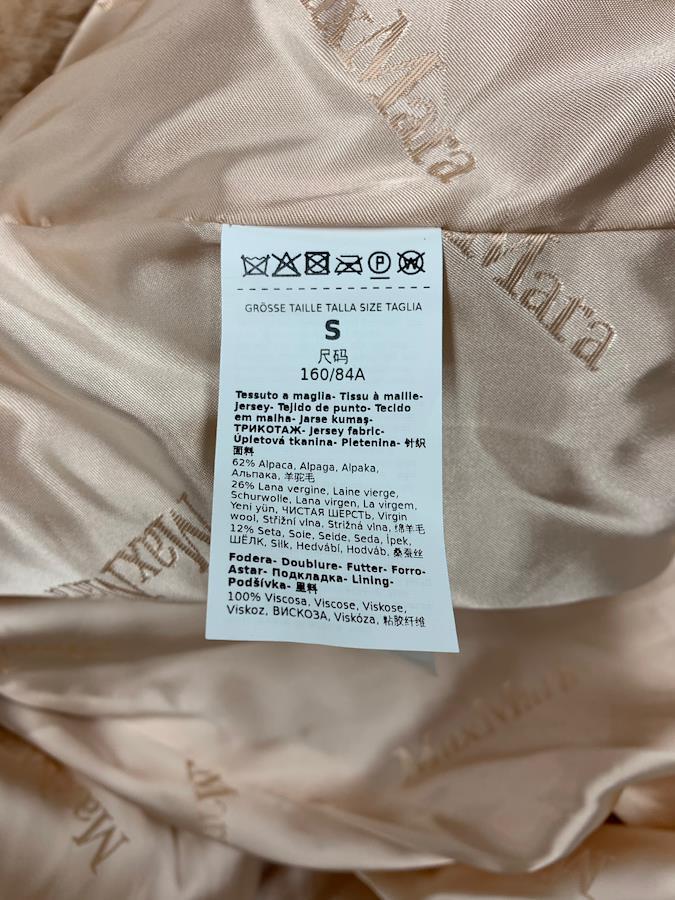 MaxMara
MaxMara
P
W
GRÖSSE TAILLE TALLA SIZE TAGLIA
S
尺码
160/84A
Tessuto a maglia- Tissu à maille-
Jersey- Tejido de punto- Tecido
em malha- Jarse kumaş-
ТРИКОТАЖ- Jersey fabric-
Úpletová tkanina- Pletenina- 针织
面料
62% Alpaca, Alpaga, Alpaka,
Альпака, 羊驼毛
26% Lana vergine, Laine vierge,
Schurwolle, Lana virgen, La virgem,
Yeni yün, ЧИСТАЯ ШЕРСТЬ, Virgin
wool, Střižní vlna, Strižná vlna, 绵羊毛
12% Seta, Soie, Seide, Seda, İpek,
ШЁЛК, Silk, Hedvábí, Hodváb, 桑蚕丝
Fodera- Doublure- Futter- Forro-
Astar- Подкладка- Lining-
Podšívka- 里料
100% Viscosa, Viscose, Viskose,
Viskoz, ВИСКОЗА, Viskóza, 粘胶纤维
MaxMara
MaxMara
Ma